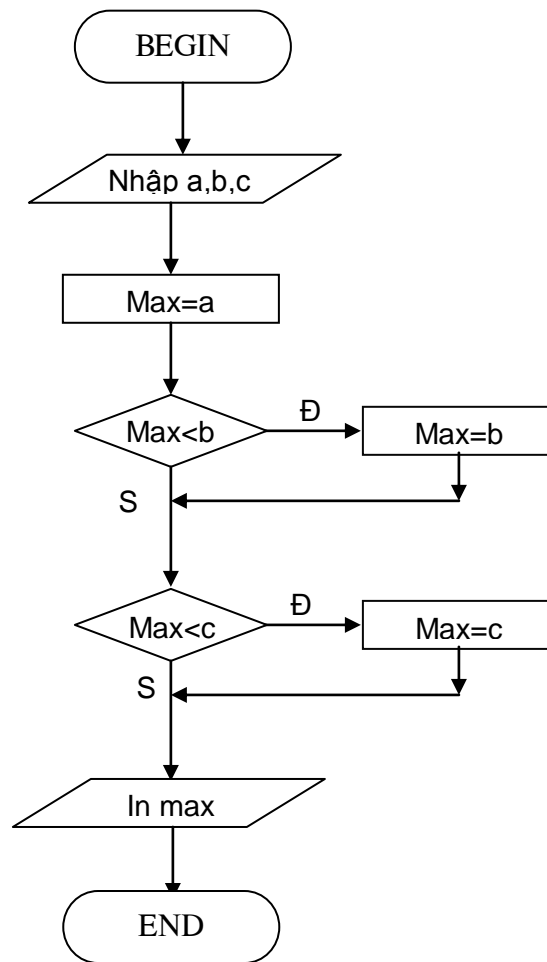 BEGIN
Nhập a,b,c
Max=a
Max<b
Đ
Max=b
S
Max<c
Đ
Max=c
S
In max
END